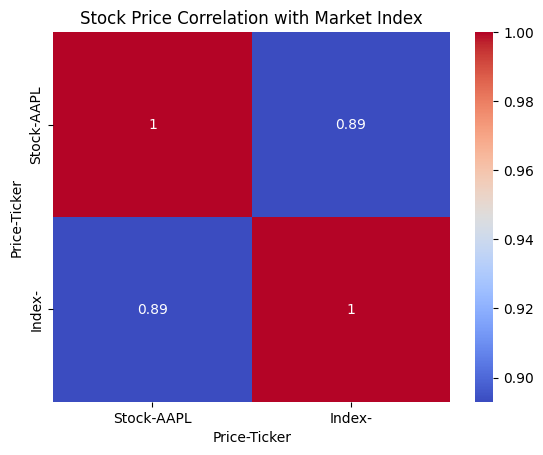 Stock Price Correlation with Market Index
Price-Ticker
Stock-AAPL
Index-
1
0.89
0.89
1
Stock-AAPL
Index-
Price-Ticker
1.00
0.98
0.96
0.94
0.92
0.90